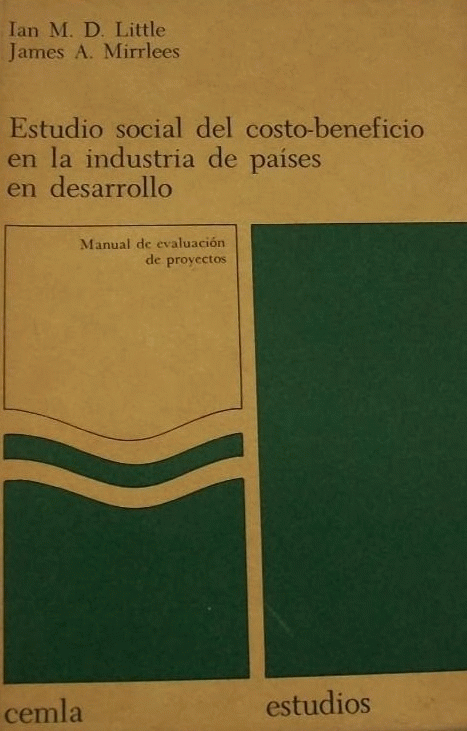 Ian M. D. Little
James A. Mirrlees
Estudio social del costo-beneficio
en la industria de países
en desarrollo
Manual de evaluación
de proyectos
cemla
estudios